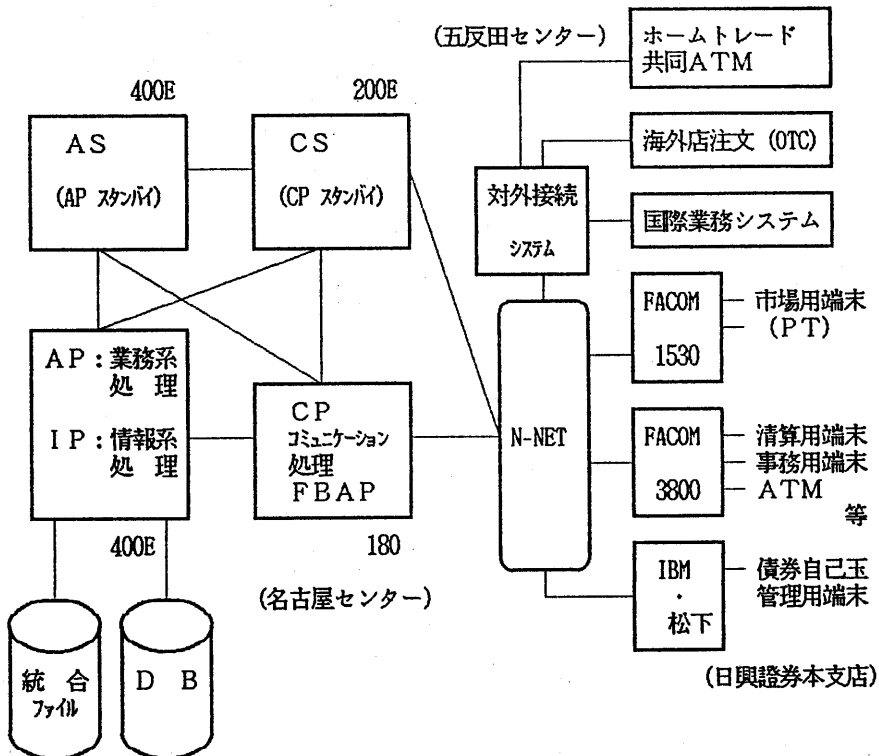 (五反田センター)
ホームトレード
共同ATM
400E
200E
AS
(AP スタンバイ)
CS
(CP スタンバイ)
対外接続
システム
海外店注文 (OTC)
国際業務システム
AP:業務系
処 理
IP:情報系
処 理
CP
コミュニケーション
処理
FBAP
N-NET
FACOM
1530
市場用端末
(PT)
FACOM
3800
清算用端末
事務用端末
ATM
等
400E
180
(名古屋センター)
IBM
・
松下
債券自己玉
管理用端末
統 合
ファイル
D B
(日興證券本支店)